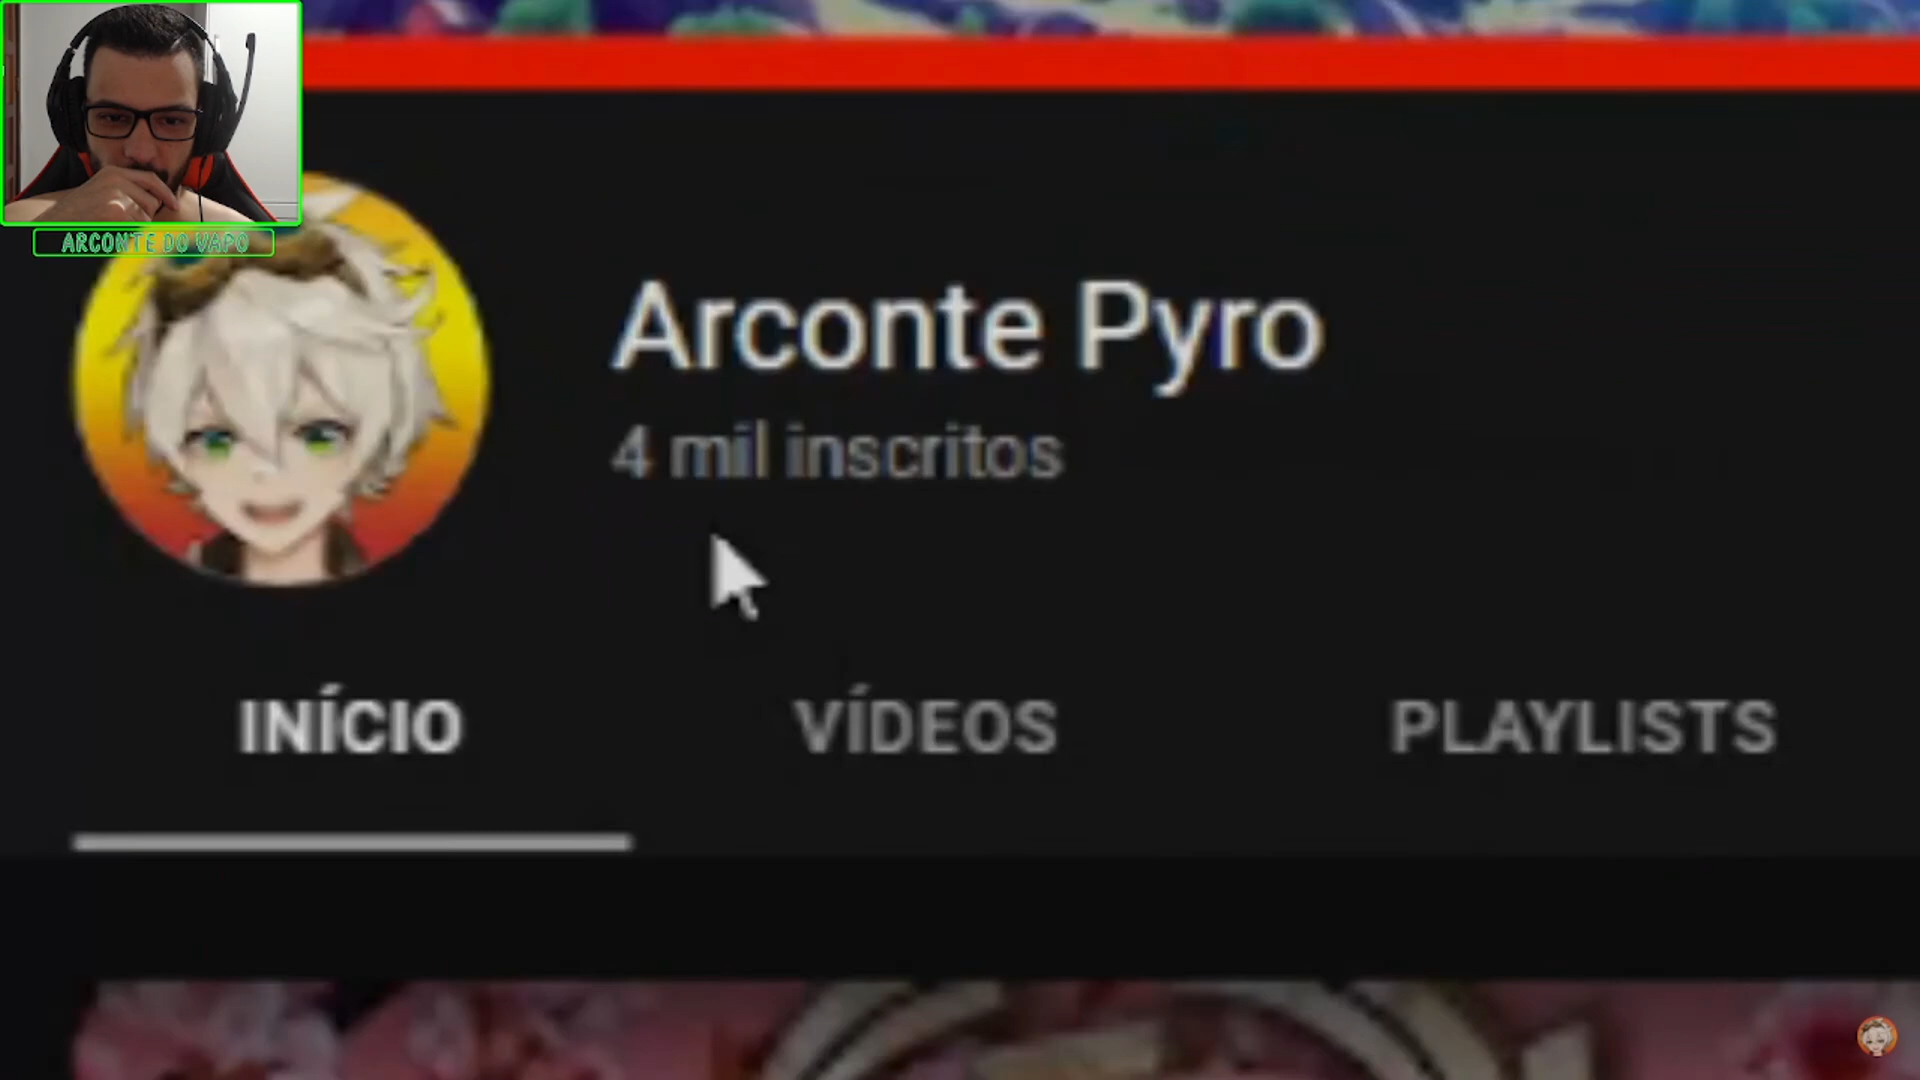 ARCONTE DO VAPO
Arconte Pyro
4 mil inscritos
INÍCIO
VÍDEOS
PLAYLISTS